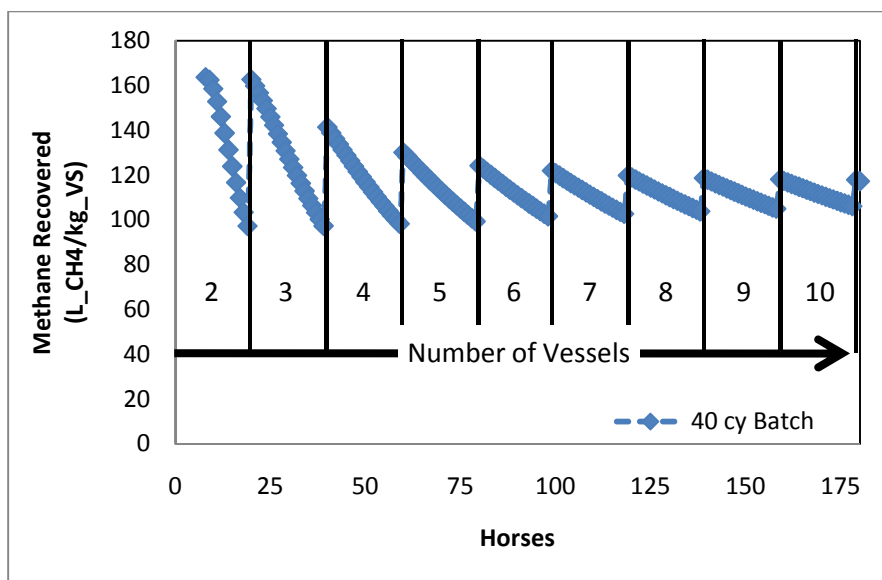 Methane Recovered
(L_CH4/kg_VS)
180
160
140
120
100
80
60
40
20
0
2 3 4 5 6 7 8 9 10
Number of Vessels
40 cy Batch
0 25 50 75 100 125 150 175
Horses